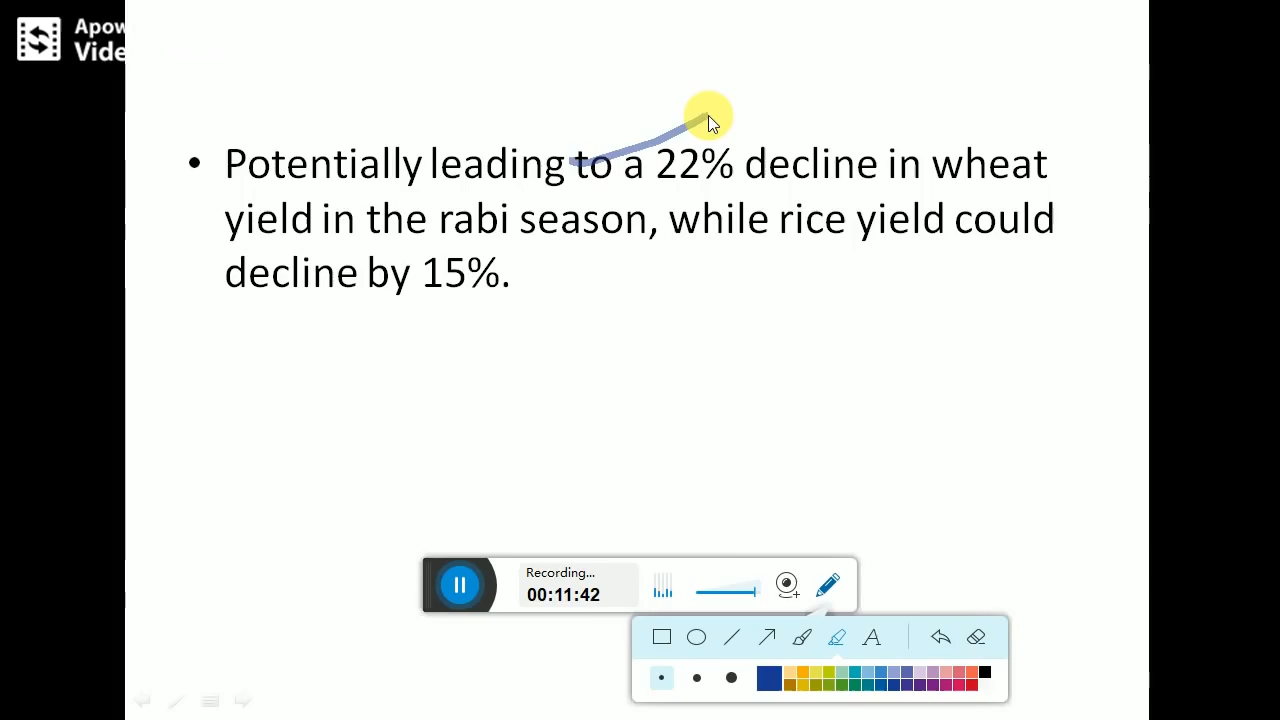 Apow
Vide
• Potentially leading to a 22% decline in wheat
yield in the rabi season, while rice yield could
decline by 15%.
Recording...
00:11:42
A